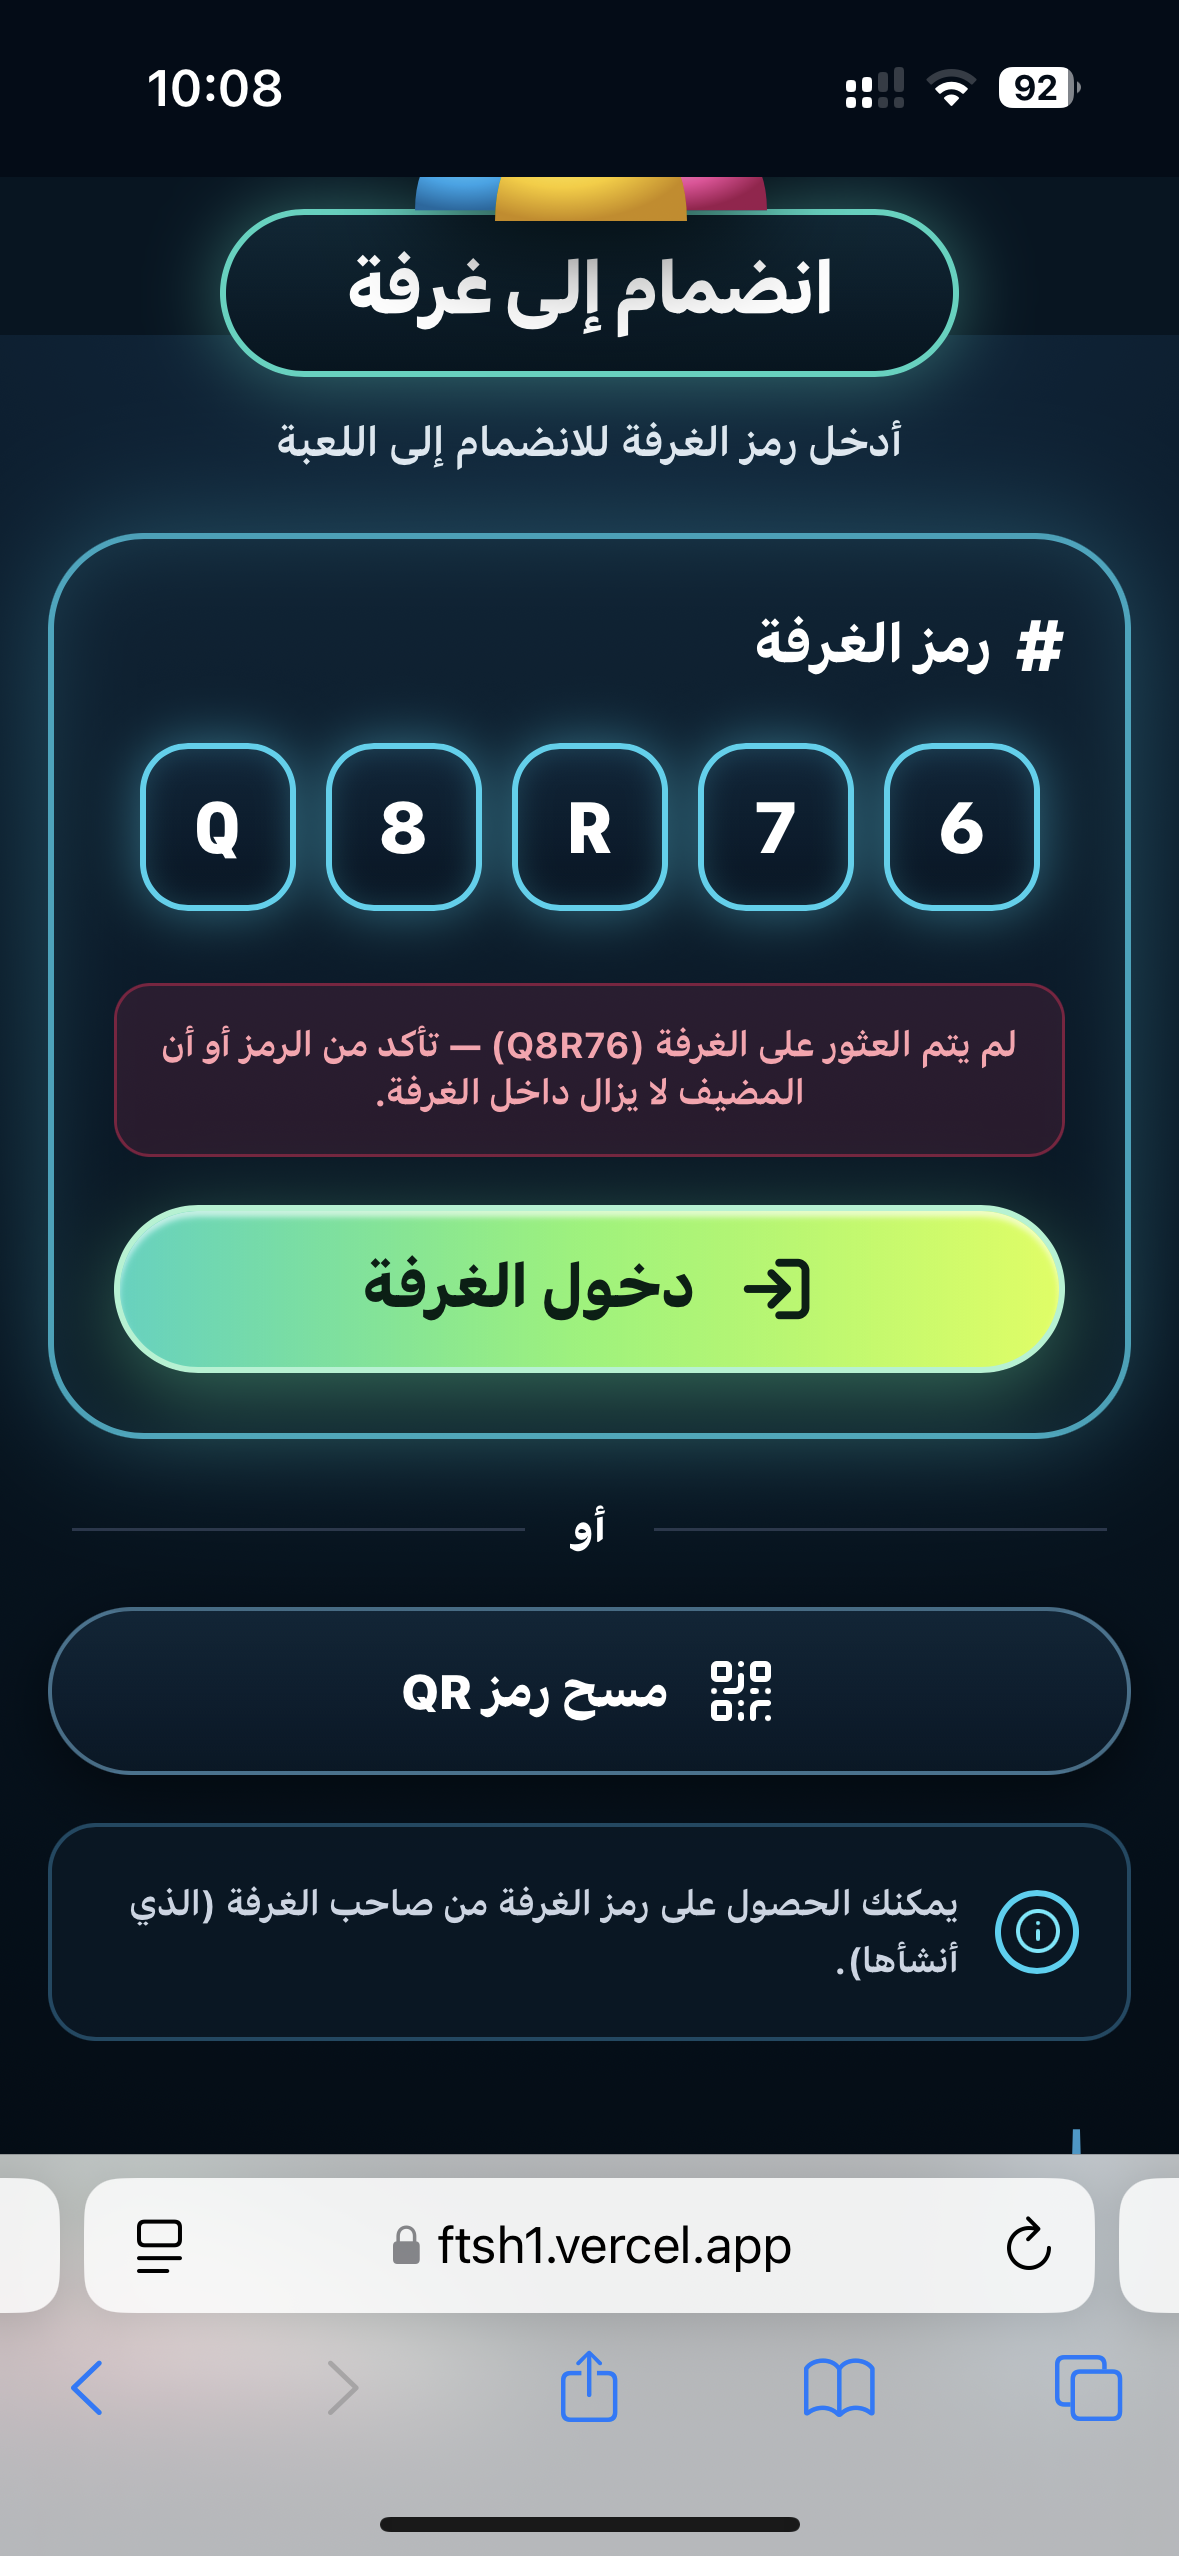 10:08
92
انضمام إلى غرفة
أدخل رمز الغرفة للانضمام إلى اللعبة
# رمز الغرفة
Q 8 R 7 6
لم يتم العثور على الغرفة (Q8R76) — تأكد من الرمز أو أن
المضيف لا يزال داخل الغرفة.
دخول الغرفة
أو
مسح رمز QR
يمكنك الحصول على رمز الغرفة من صاحب الغرفة (الذي
أنشأها).
ftsh1.vercel.app